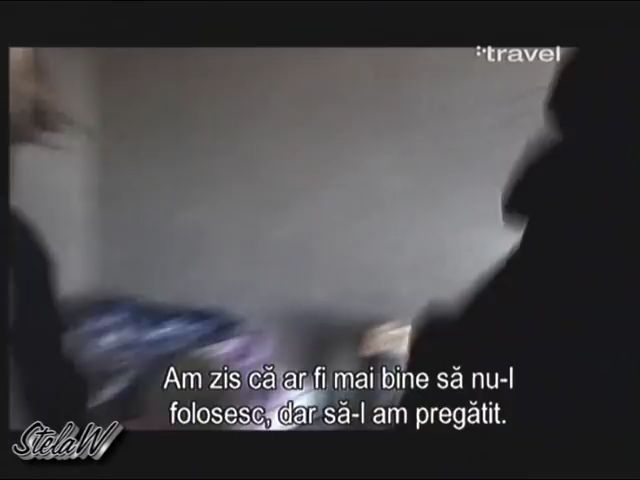 :travel
Am zis că ar fi mai bine să nu-l
folosesc, dar să-l am pregătit.
StelaW